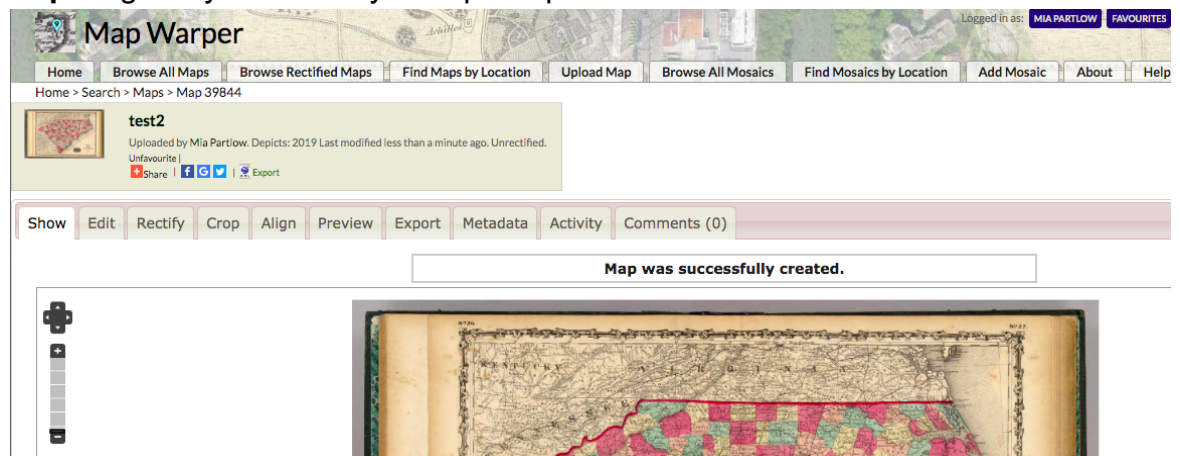 Logged in as: MIA PARTLOW FAVOURITES
Map Warper
Home Browse All Maps Browse Rectified Maps Find Maps by Location Upload Map Browse All Mosaics Find Mosaics by Location Add Mosaic About Help
Home > Search > Maps > Map 39844
test2
Uploaded by Mia Partlow. Depicts: 2019 Last modified less than a minute ago. Unrectified.
Unfavourite |
Share | | Export
Show Edit Rectify Crop Align Preview Export Metadata Activity Comments (0)
Map was successfully created.
KENTUCKY